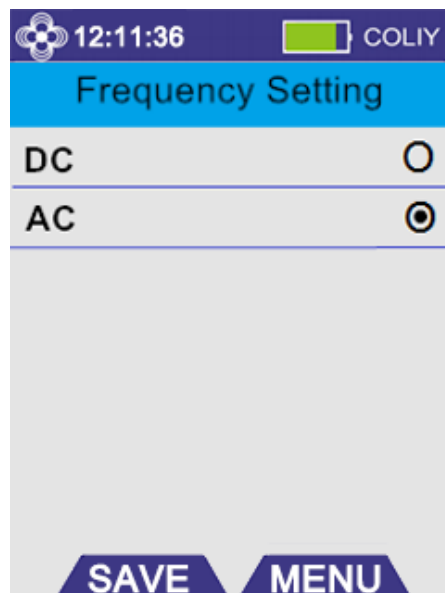 12:11:36 COLIY
Frequency Setting
DC
AC
SAVE MENU